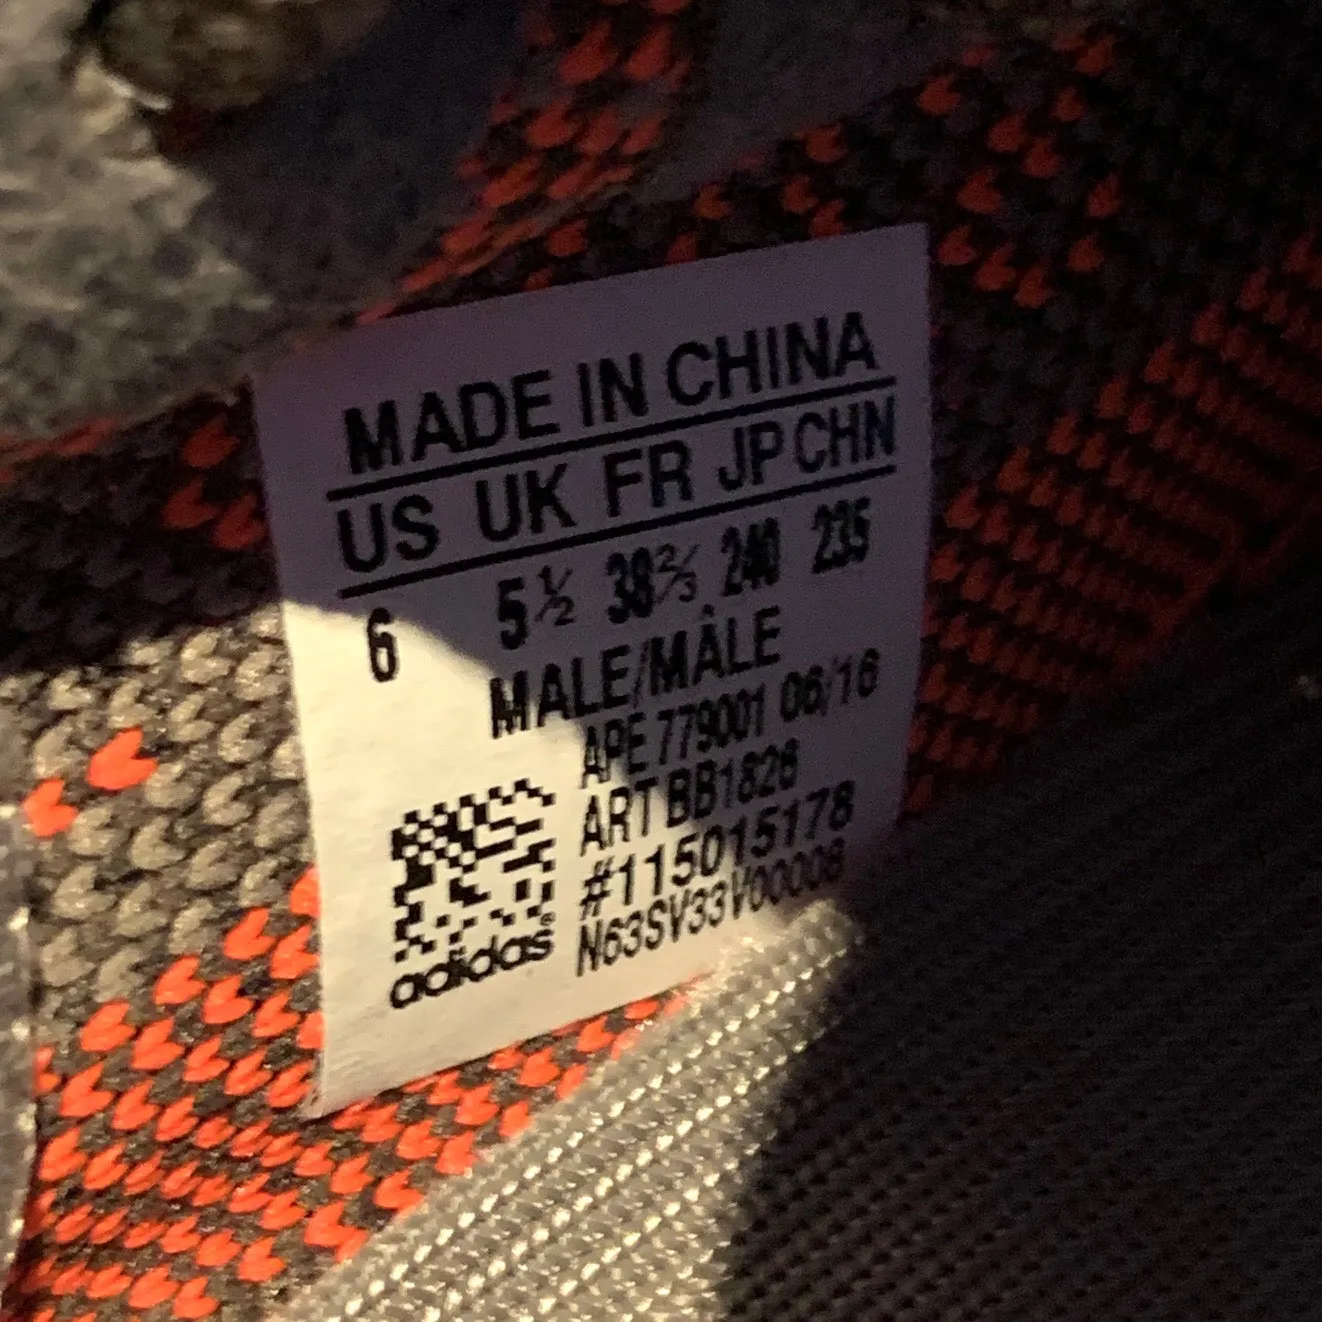 MADE IN CHINA
US UK FR JP CHN
6 5½ 38⅔ 240 235
MALE/MÂLE
APE 779001 06/16
ART BB1826
#115015178
N63SV33V00008
adidas®